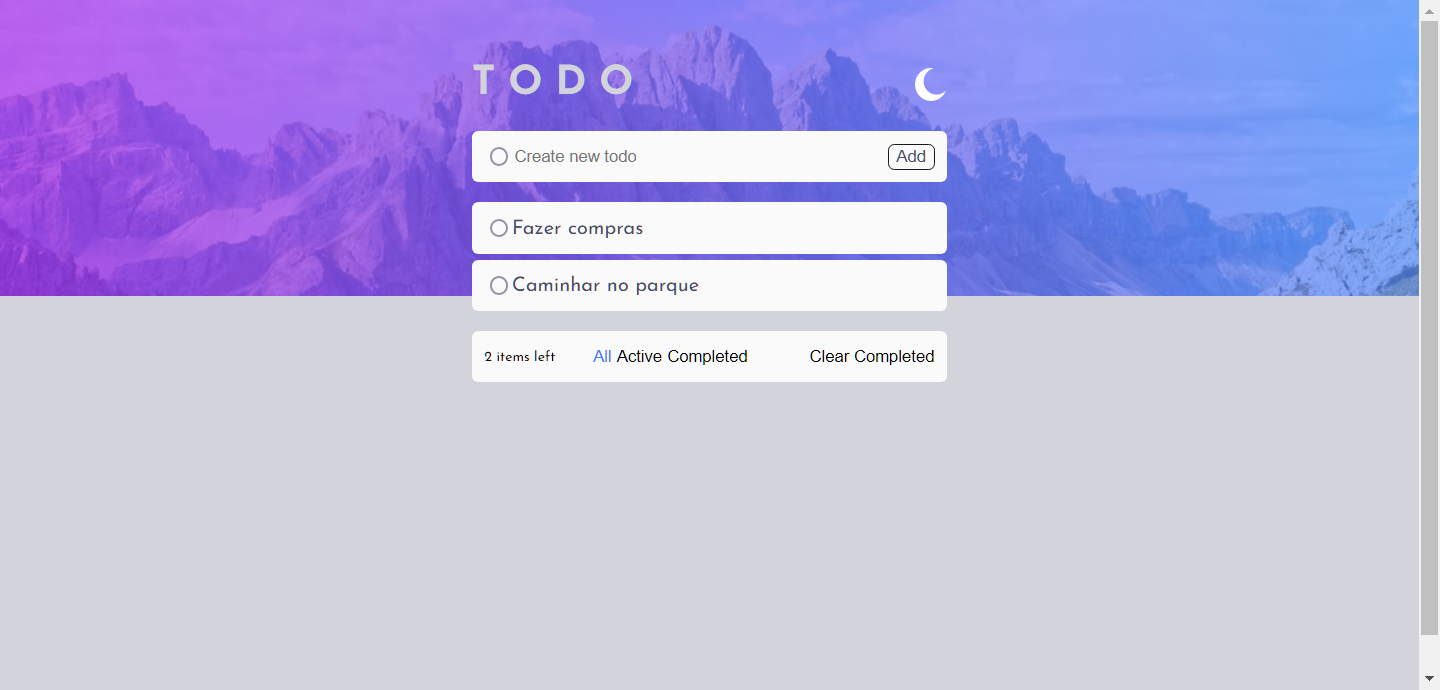 TODO
Create new todo Add
Fazer compras
Caminhar no parque
2 items left All Active Completed Clear Completed